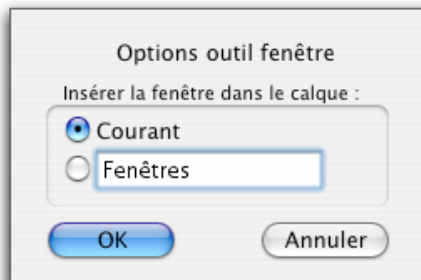 Options outil fenêtre
Insérer la fenêtre dans le calque :
Courant
Fenêtres
OK Annuler